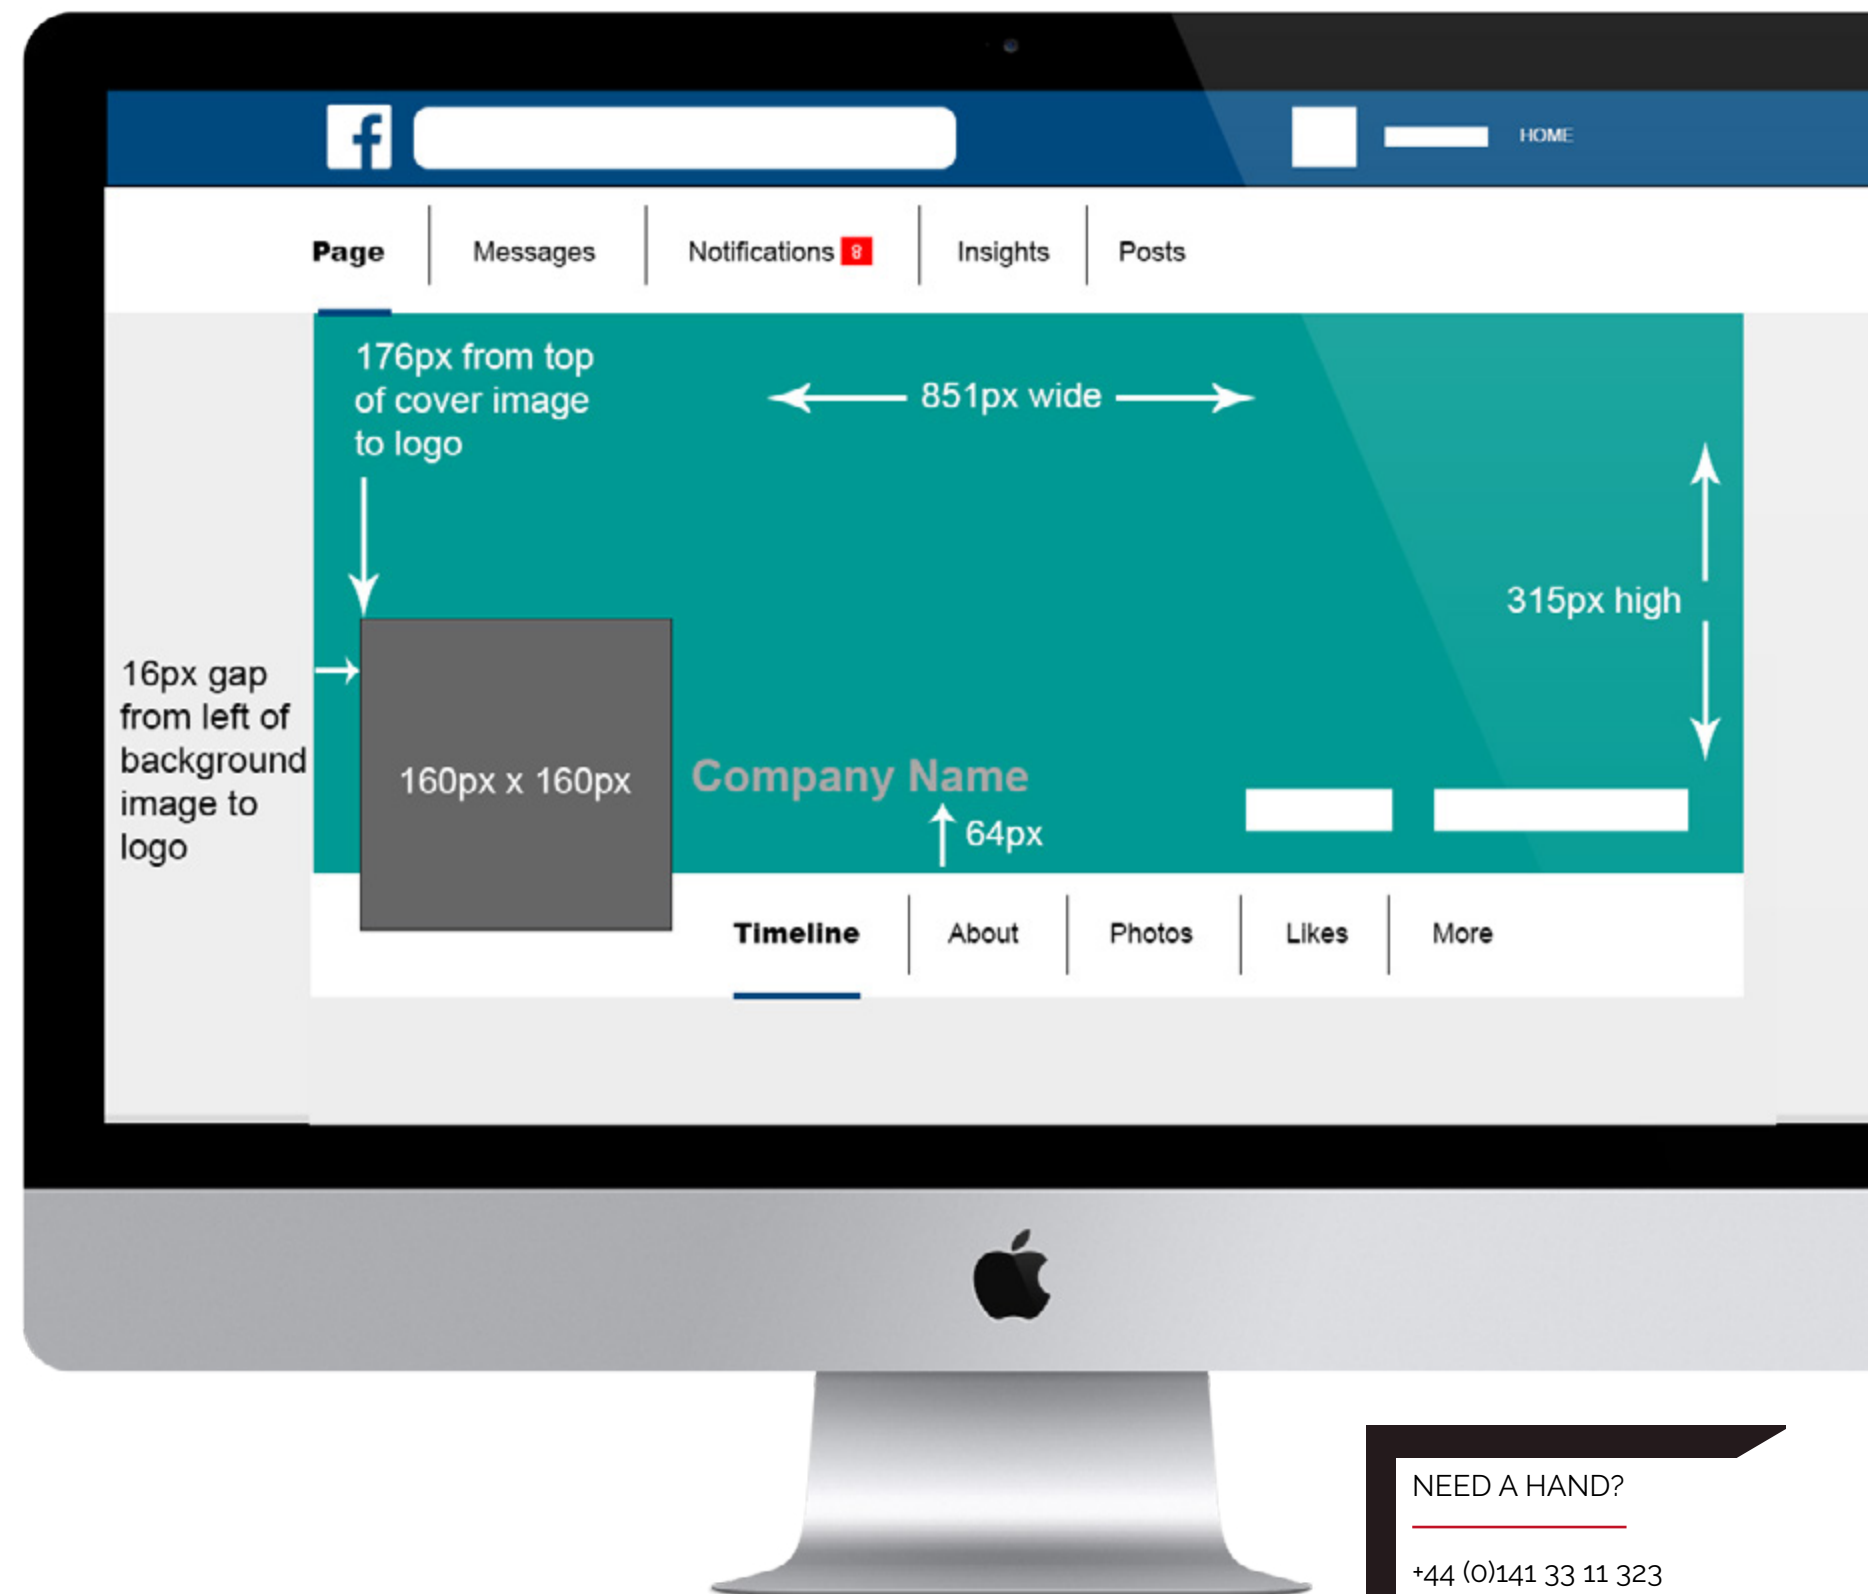 f
HOME
Page Messages Notifications 8 Insights Posts
176px from top
of cover image
to logo
851px wide
315px high
16px gap
from left of
background
image to
logo
160px x 160px
Company Name
64px
Timeline About Photos Likes More
NEED A HAND?
+44 (0)141 33 11 323